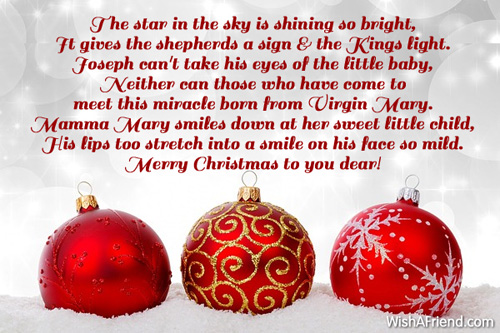 The star in the sky is shining so bright,
It gives the shepherds a sign & the Kings light.
Joseph can't take his eyes of the little baby,
Neither can those who have come to
meet this miracle born from Virgin Mary.
Mamma Mary smiles down at her sweet little child,
His lips too stretch into a smile on his face so mild.
Merry Christmas to you dear!
WishAFriend.com